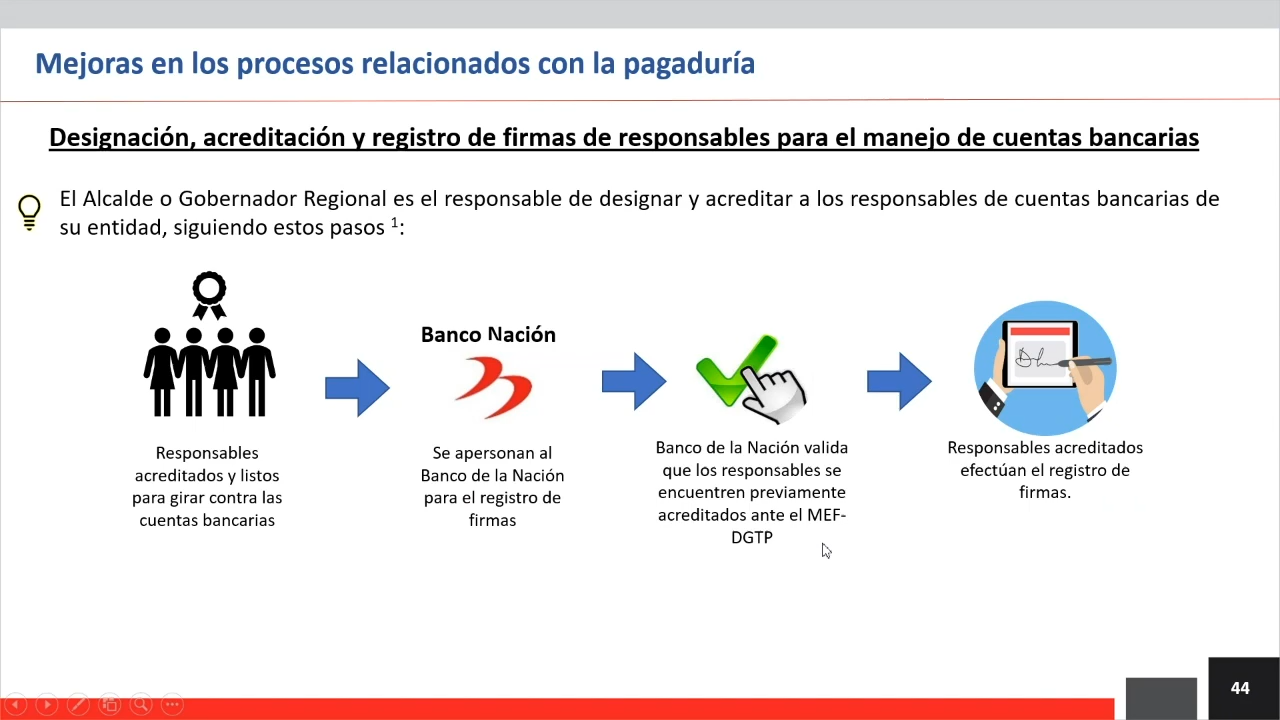 Mejoras en los procesos relacionados con la pagaduría
Designación, acreditación y registro de firmas de responsables para el manejo de cuentas bancarias
El Alcalde o Gobernador Regional es el responsable de designar y acreditar a los responsables de cuentas bancarias de
su entidad, siguiendo estos pasos ¹:
Banco Nación
Responsables
acreditados y listos
para girar contra las
cuentas bancarias
Se apersonan al
Banco de la Nación
para el registro de
firmas
Banco de la Nación valida
que los responsables se
encuentren previamente
acreditados ante el MEF-
DGTP
Responsables acreditados
efectúan el registro de
firmas.
44